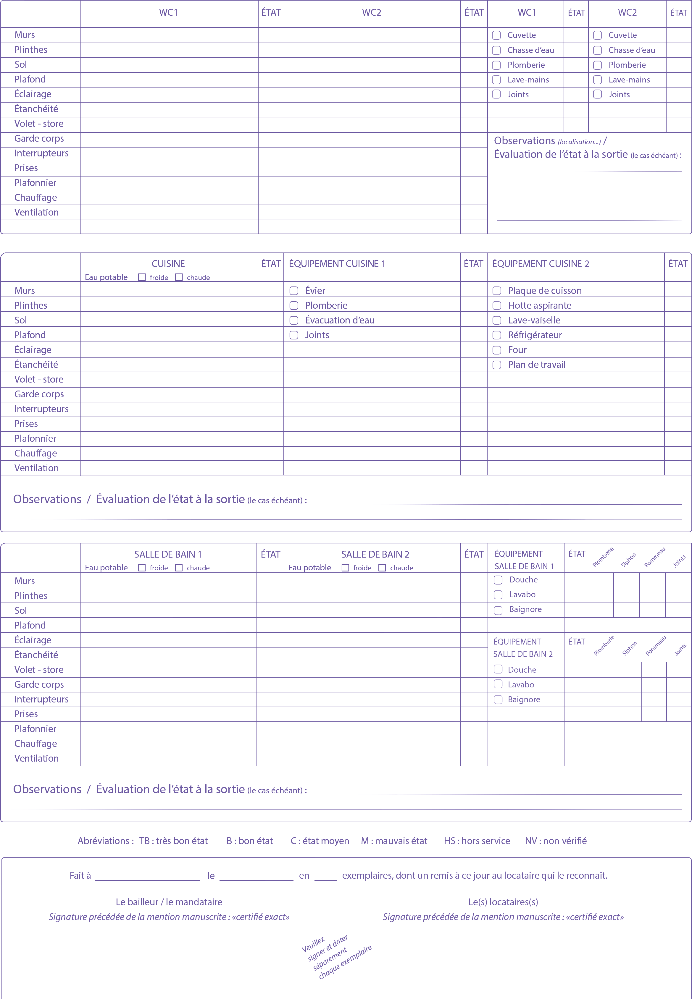 WC1 ÉTAT WC2 ÉTAT WC1 ÉTAT WC2 ÉTAT
Murs Cuvette Cuvette
Plinthes Chasse d’eau Chasse d’eau
Sol Plomberie Plomberie
Plafond Lave-mains Lave-mains
Éclairage Joints Joints
Étanchéité
Volet - store
Garde corps
Observations (localisation...) /
Interrupteurs
Évaluation de l’état à la sortie (le cas échéant) :
Prises
Plafonnier
Chauffage
Ventilation
CUISINE ÉTAT ÉQUIPEMENT CUISINE 1 ÉTAT ÉQUIPEMENT CUISINE 2 ÉTAT
Eau potable froide chaude
Murs Évier Plaque de cuisson
Plinthes Plomberie Hotte aspirante
Sol Évacuation d’eau Lave-vaiselle
Plafond Joints Réfrigérateur
Éclairage Four
Étanchéité Plan de travail
Volet - store
Garde corps
Interrupteurs
Prises
Plafonnier
Chauffage
Ventilation
Observations / Évaluation de l’état à la sortie (le cas échéant) :
SALLE DE BAIN 1 ÉTAT SALLE DE BAIN 2 ÉTAT ÉQUIPEMENT ÉTAT Plomberie Siphon Pommeau Joints
Eau potable froide chaude Eau potable froide chaude SALLE DE BAIN 1
Murs Douche
Plinthes Lavabo
Sol Baignore
Plafond
Éclairage ÉQUIPEMENT ÉTAT Plomberie Siphon Pommeau Joints
Étanchéité SALLE DE BAIN 2
Volet - store Douche
Garde corps Lavabo
Interrupteurs Baignore
Prises
Plafonnier
Chauffage
Ventilation
Observations / Évaluation de l’état à la sortie (le cas échéant) :
Abréviations : TB : très bon état B : bon état C : état moyen M : mauvais état HS : hors service NV : non vérifié
Fait à le en exemplaires, dont un remis à ce jour au locataire qui le reconnaît.
Le bailleur / le mandataire Le(s) locataires(s)
Signature précédée de la mention manuscrite : «certifié exact» Signature précédée de la mention manuscrite : «certifié exact»
Veuillez
signer et dater
séparement
chaque exemplaire